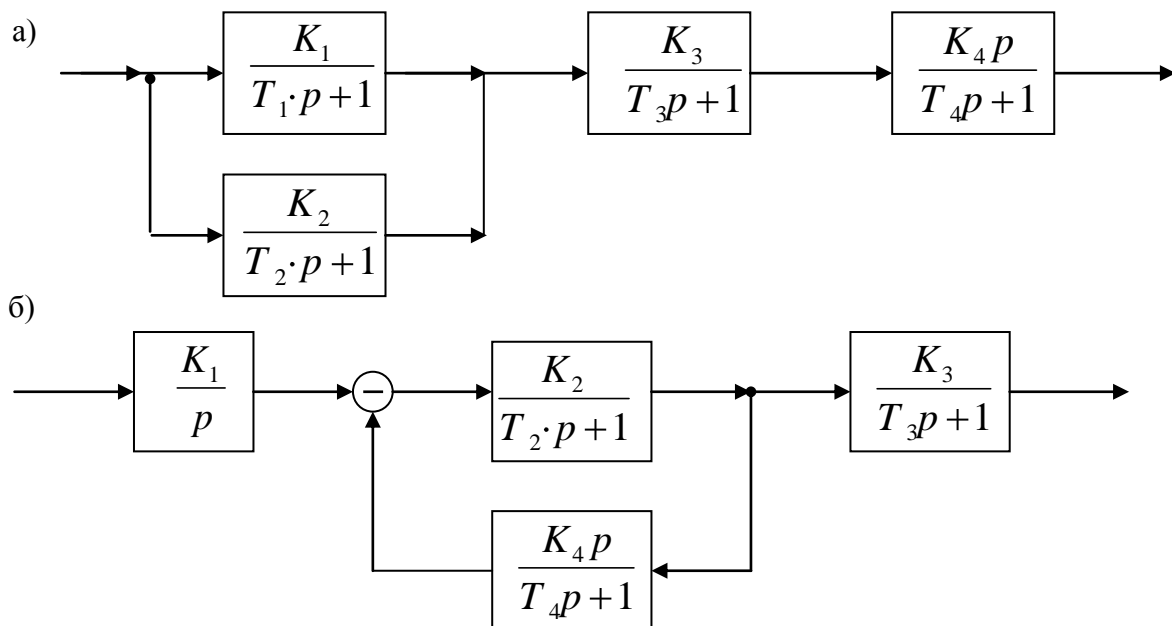 а)
K₁ / (T₁·p + 1)
K₃ / (T₃p + 1)
K₄p / (T₄p + 1)
K₂ / (T₂·p + 1)
б)
K₁ / p
−
K₂ / (T₂·p + 1)
K₃ / (T₃p + 1)
K₄p / (T₄p + 1)